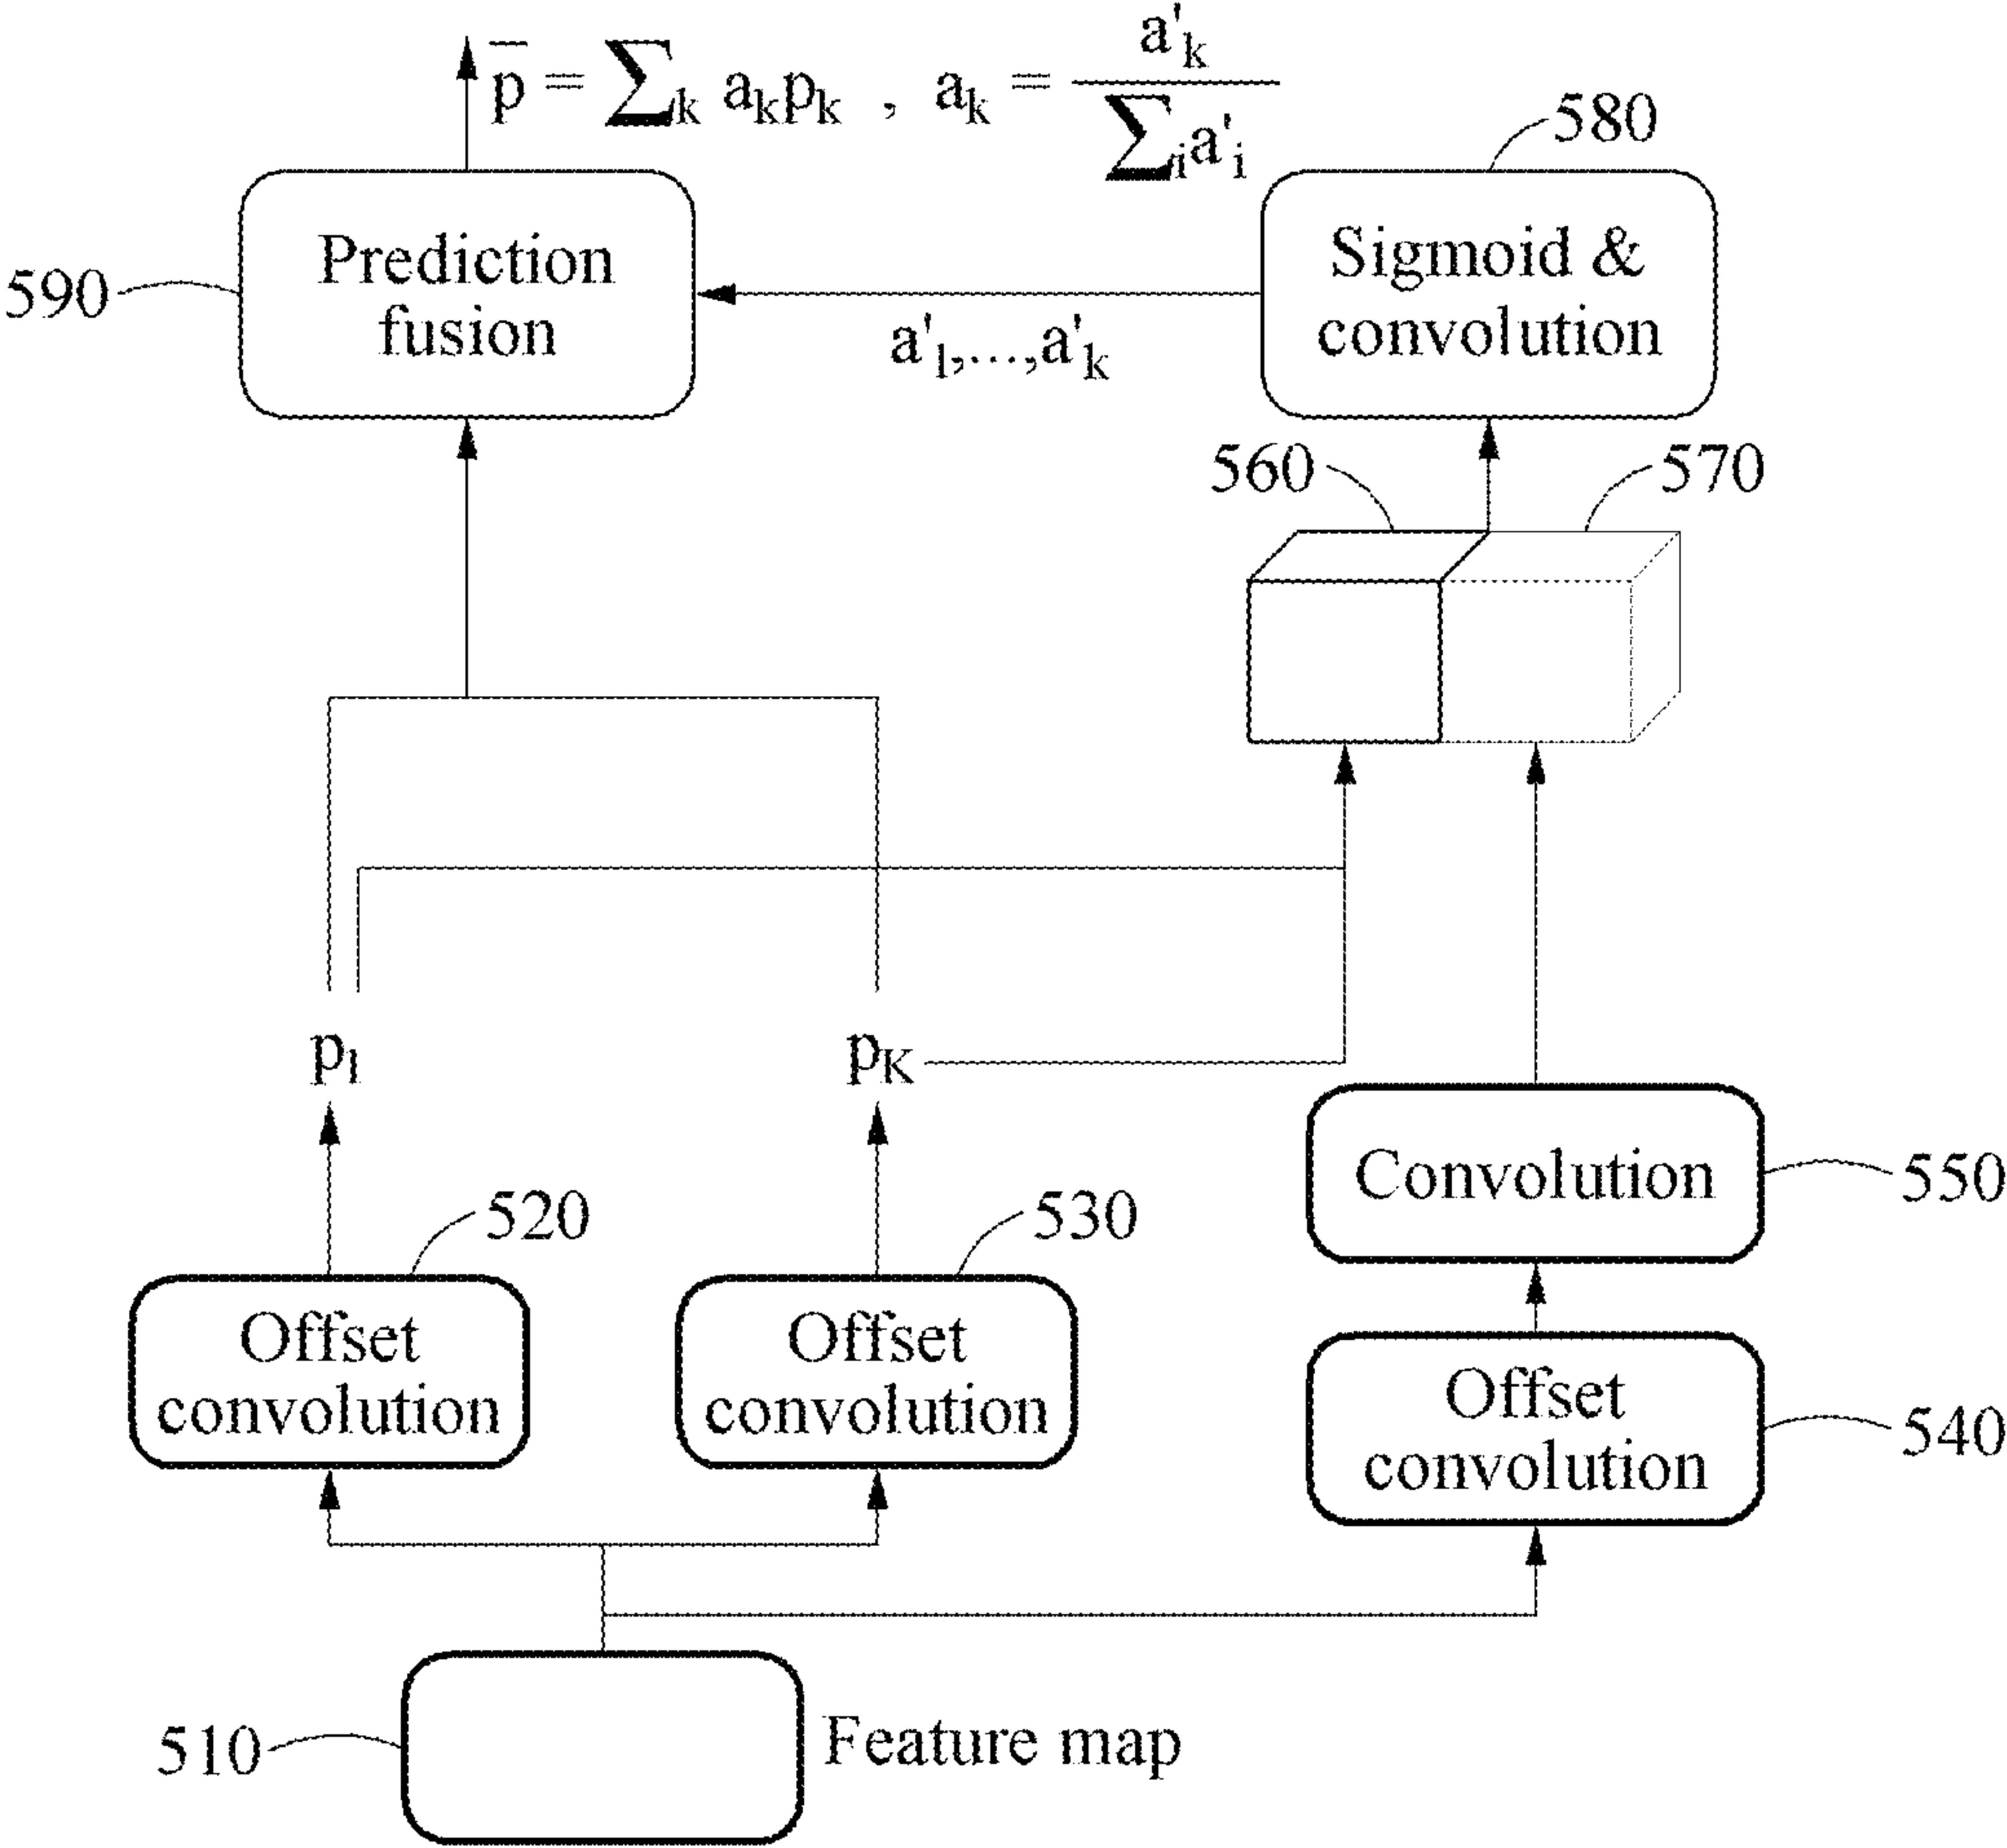 p̄ = ∑k akpk , ak = a'k / ∑i a'i
580
Prediction
fusion
Sigmoid &
convolution
590
a'1,...,a'k
560
570
p1
pK
Convolution
550
520
530
Offset
convolution
Offset
convolution
Offset
convolution
540
510
Feature map